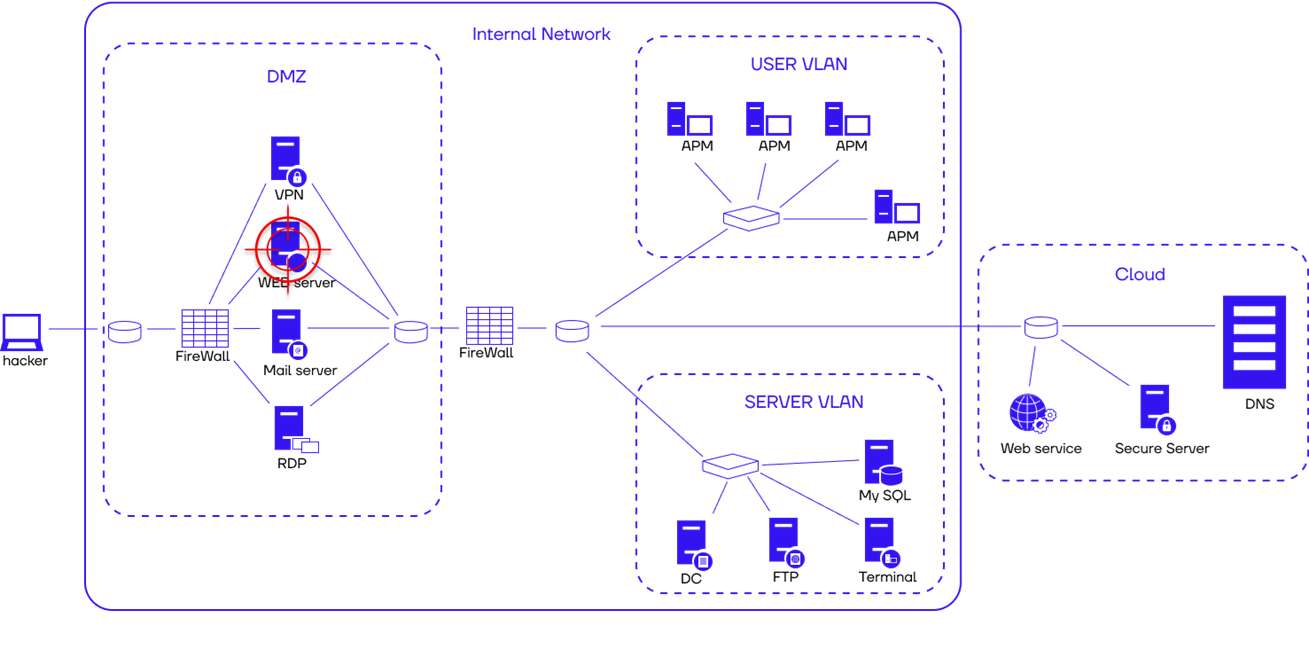 Internal Network
DMZ
USER VLAN
VPN
WEB server
FireWall
Mail server
RDP
hacker
FireWall
APM
APM
APM
APM
SERVER VLAN
My SQL
DC
FTP
Terminal
Cloud
DNS
Web service
Secure Server